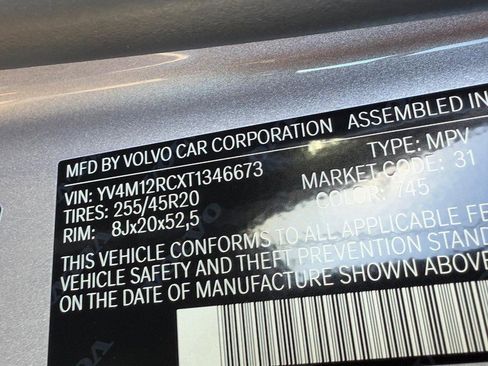 MFD BY VOLVO CAR CORPORATION ASSEMBLED IN
VIN: YV4M12RCXT1346673 TYPE: MPV
TIRES: 255/45R20 MARKET CODE: 31
RIM: 8Jx20x52,5 COLOR: 745
THIS VEHICLE CONFORMS TO ALL APPLICABLE
VEHICLE SAFETY AND THEFT PREVENTION
ON THE DATE OF MANUFACTURE SHOWN ABOVE